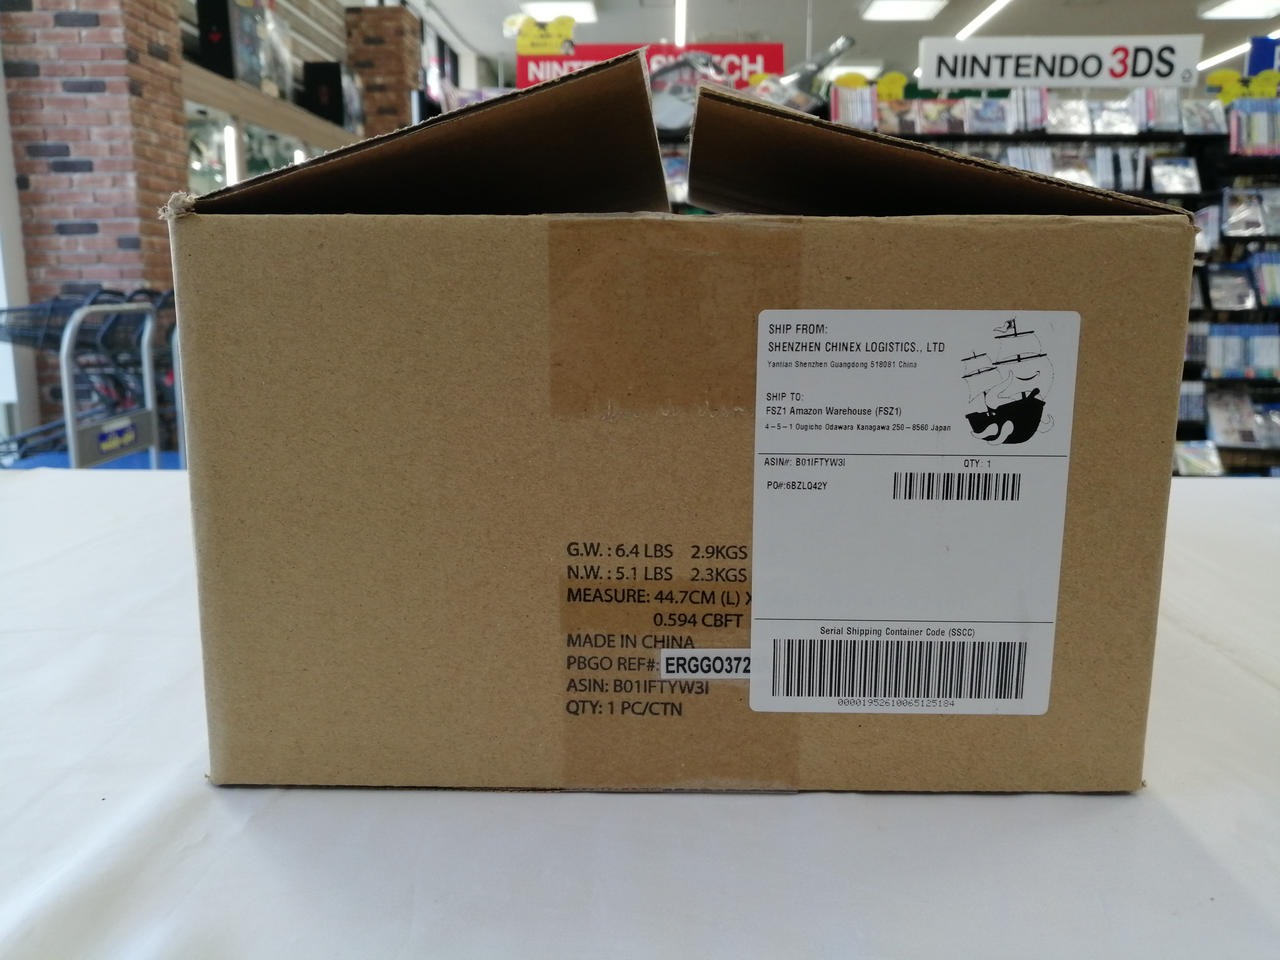 NINTENDO SWITCH
NINTENDO 3DS
SHIP FROM:
SHENZHEN CHINEX LOGISTICS., LTD
Yantian Shenzhen Guangdong 518081 China
SHIP TO:
FSZ1 Amazon Warehouse (FSZ1)
4-5-1 Ougicho Odawara Kanagawa 250-8560 Japan
ASIN#: B01IFTYW3I QTY: 1
PO#:6BZLQ42Y
Serial Shipping Container Code (SSCC)
00001952610065125184
G.W. : 6.4 LBS 2.9KGS
N.W. : 5.1 LBS 2.3KGS
MEASURE: 44.7CM (L) X
0.594 CBFT
MADE IN CHINA
PBGO REF#: ERGGO372
ASIN: B01IFTYW3I
QTY: 1 PC/CTN